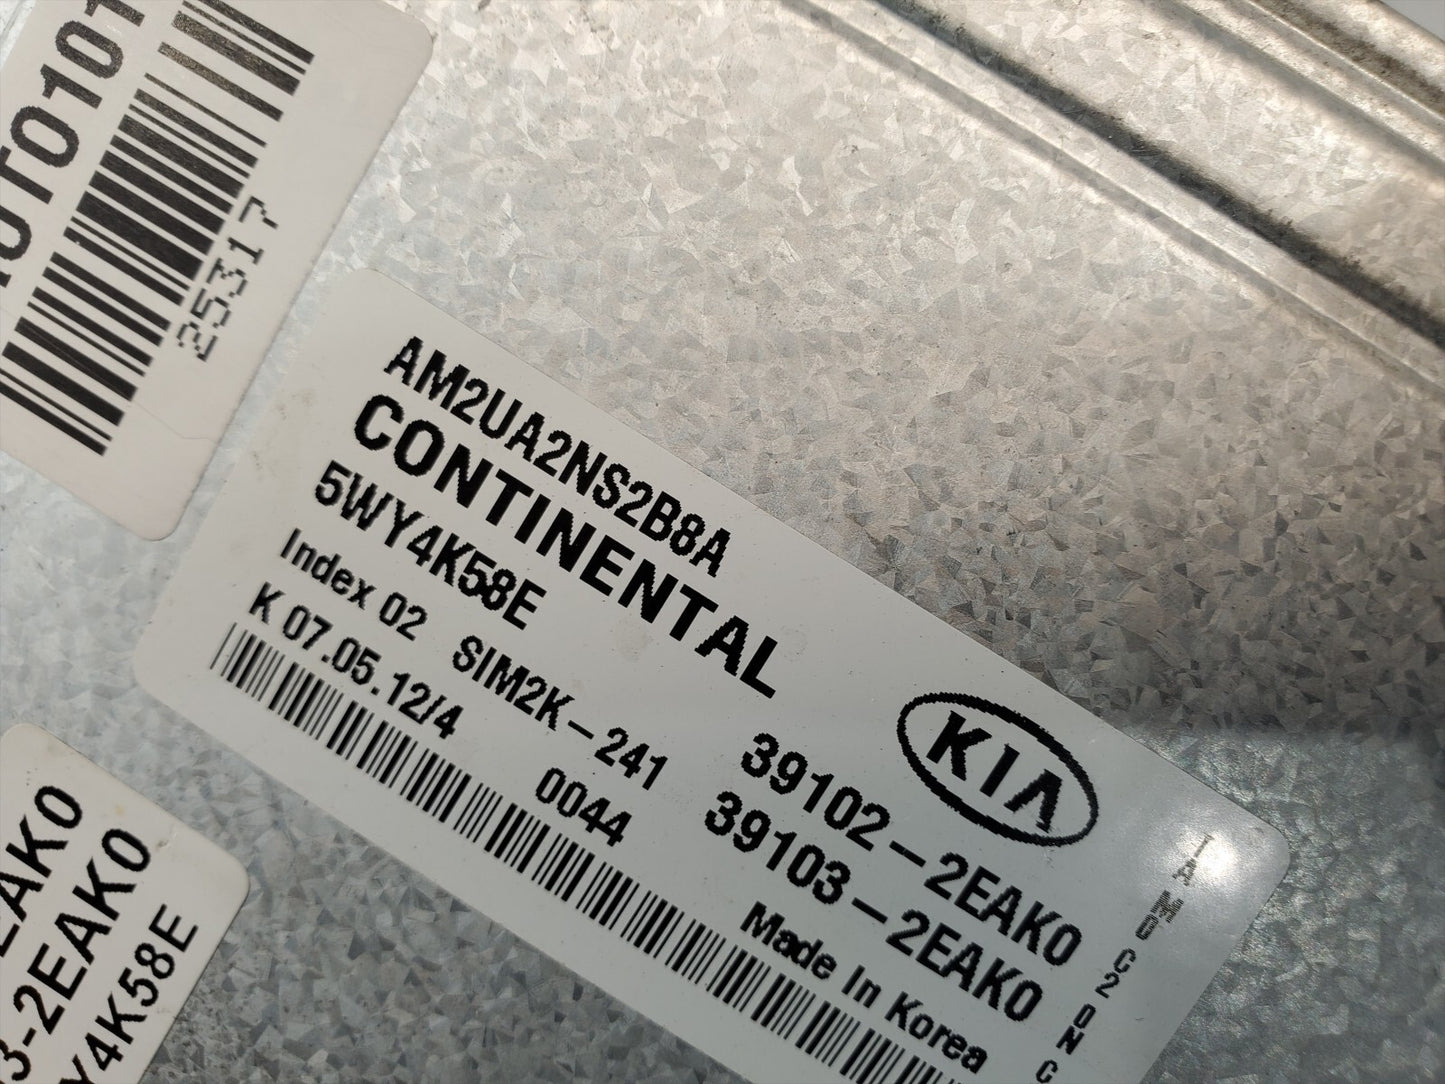 25317
AM2UA2NS2B8A
CONTINENTAL
5WY4K58E
Index 02 SIM2K-241
K 07.05.12/4 0044
KIA
39102-2EAK0
39103-2EAK0
Made In Korea
EAK0
3-2EAK0
Y4K58E